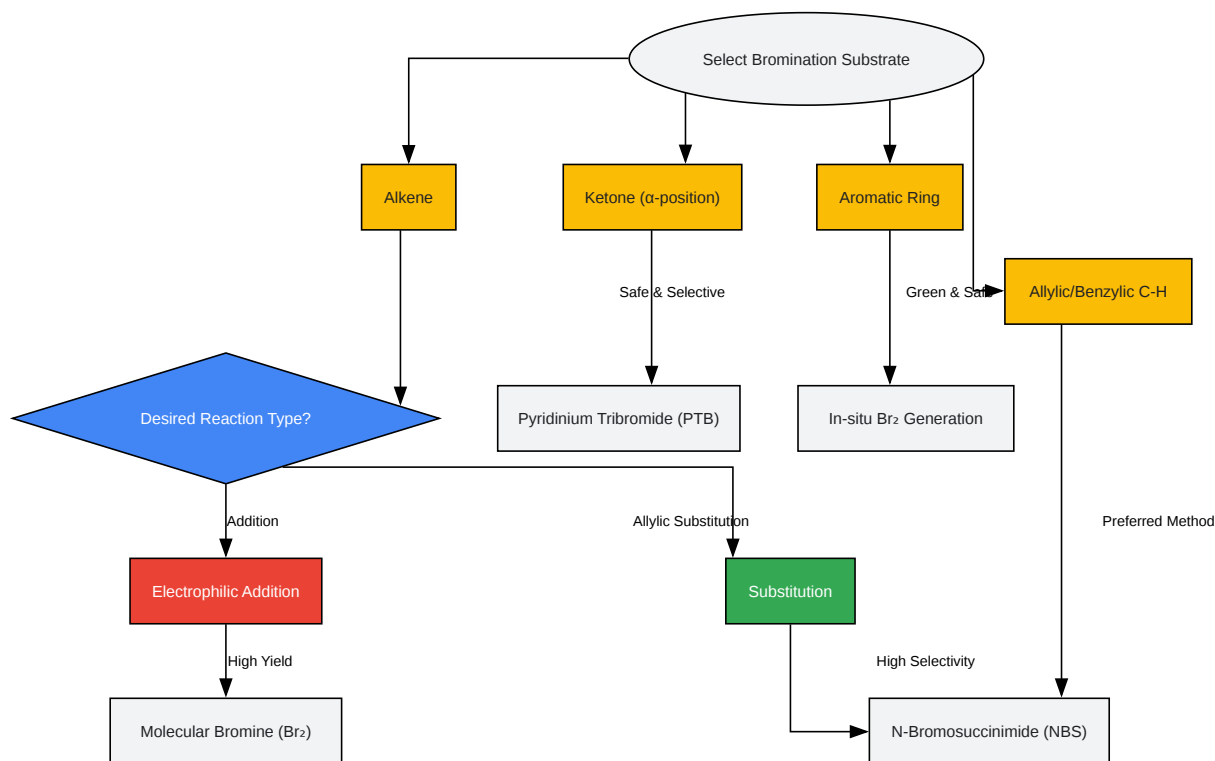 Select Bromination Substrate
Alkene
Ketone (α-position)
Aromatic Ring
Safe & Selective
Green & Safe
Allylic/Benzylic C-H
Desired Reaction Type?
Pyridinium Tribromide (PTB)
In-situ Br₂ Generation
Addition
Allylic Substitution
Preferred Method
Electrophilic Addition
Substitution
High Yield
High Selectivity
Molecular Bromine (Br₂)
N-Bromosuccinimide (NBS)